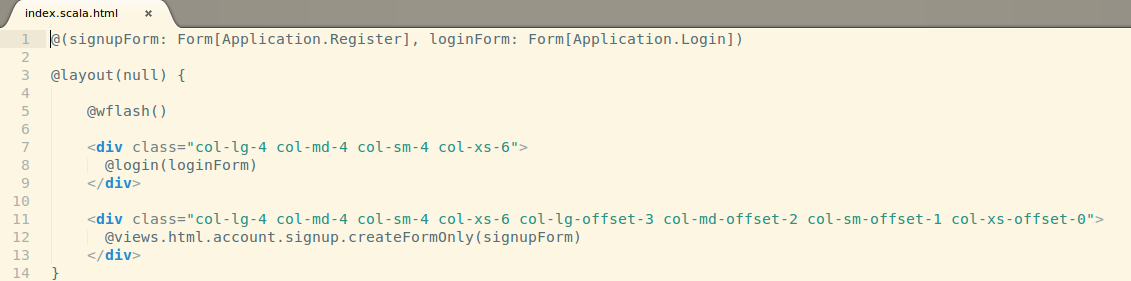 index.scala.html ×
1 @(signupForm: Form[Application.Register], loginForm: Form[Application.Login])
2
3 @layout(null) {
4
5     @wflash()
6
7     <div class="col-lg-4 col-md-4 col-sm-4 col-xs-6">
8       @login(loginForm)
9     </div>
10
11     <div class="col-lg-4 col-md-4 col-sm-4 col-xs-6 col-lg-offset-3 col-md-offset-2 col-sm-offset-1 col-xs-offset-0">
12       @views.html.account.signup.createFormOnly(signupForm)
13     </div>
14 }